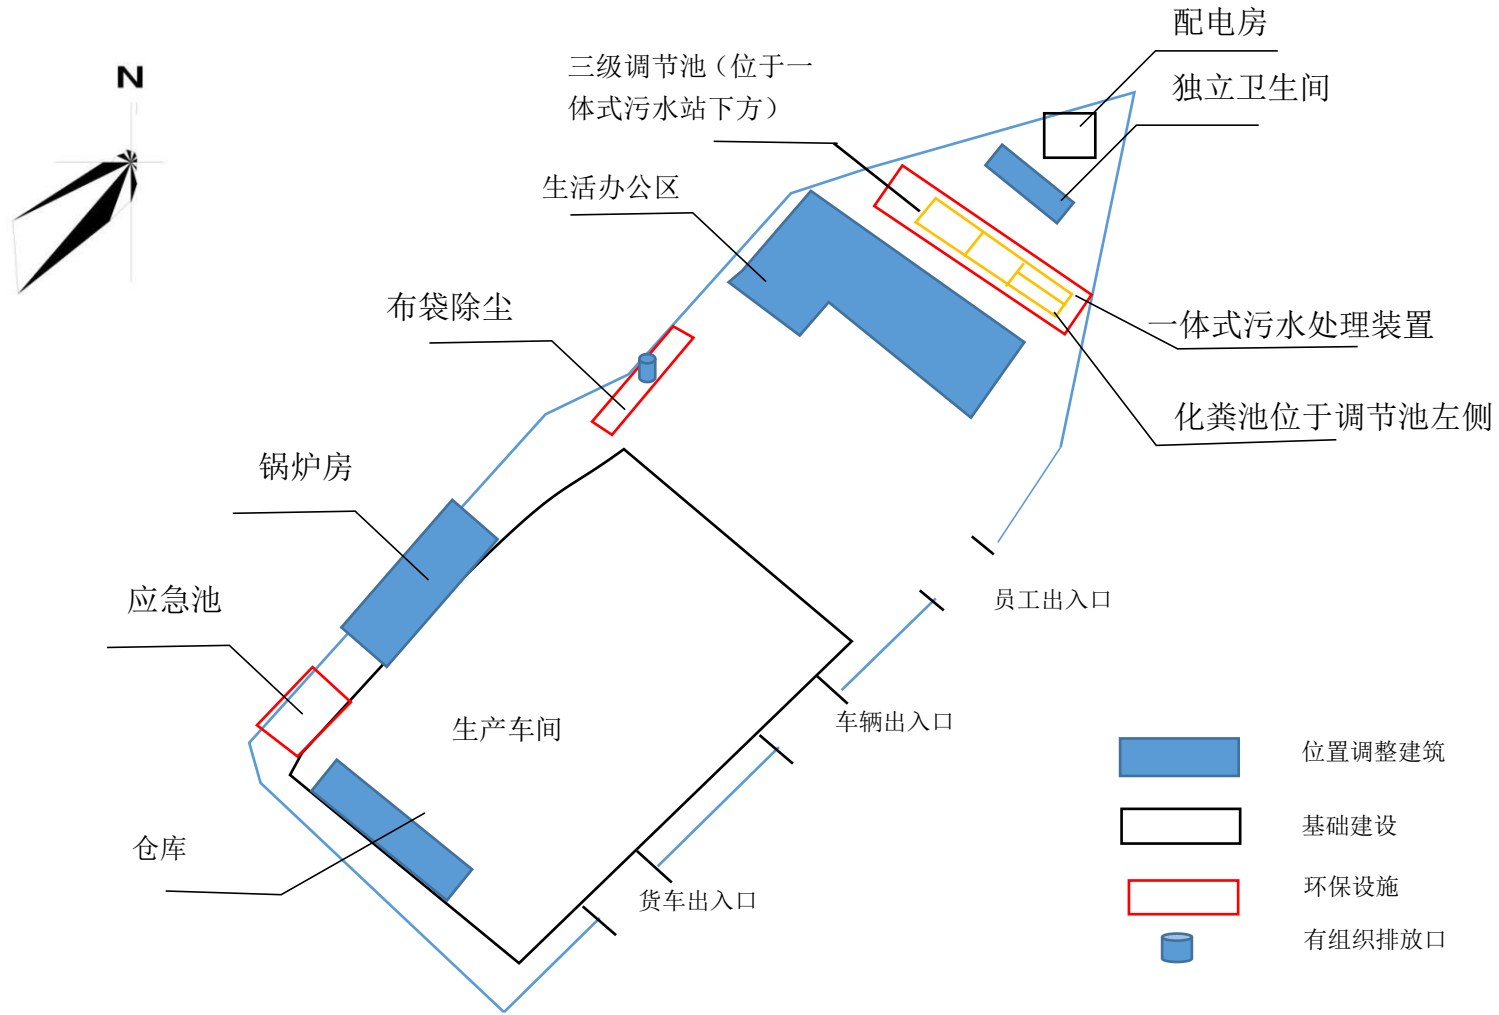 N
配电房
三级调节池（位于一
体式污水站下方）
独立卫生间
生活办公区
布袋除尘
一体式污水处理装置
化粪池位于调节池左侧
锅炉房
应急池
员工出入口
生产车间
车辆出入口
位置调整建筑
基础建设
仓库
货车出入口
环保设施
有组织排放口